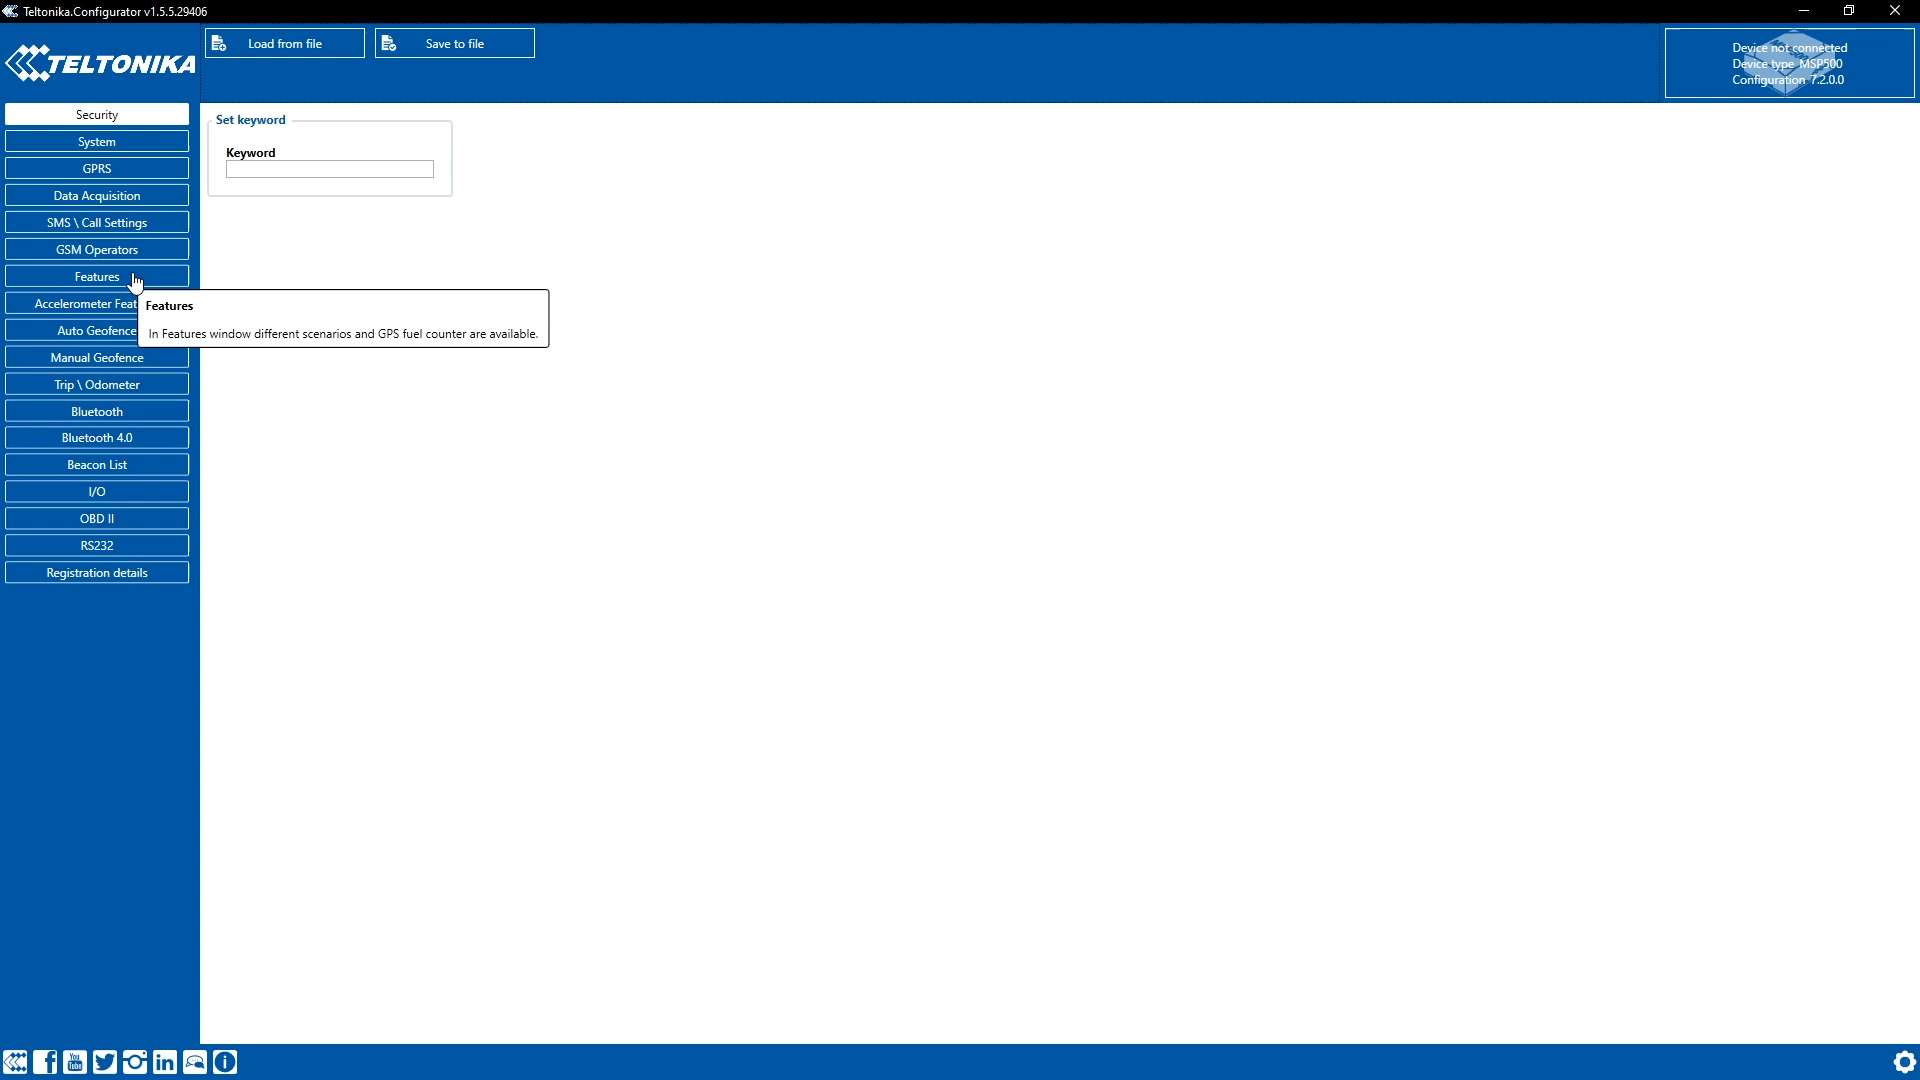 Teltonika.Configurator v1.5.5.29406
TELTONIKA
Load from file
Save to file
Device not connected
Device type MSP500
Configuration 7.2.0.0
Security
System
GPRS
Data Acquisition
SMS \ Call Settings
GSM Operators
Features
Accelerometer Feat
Auto Geofence
Manual Geofence
Trip \ Odometer
Bluetooth
Bluetooth 4.0
Beacon List
I/O
OBD II
RS232
Registration details
Set keyword
Keyword
Features
In Features window different scenarios and GPS fuel counter are available.
You
Tube
in